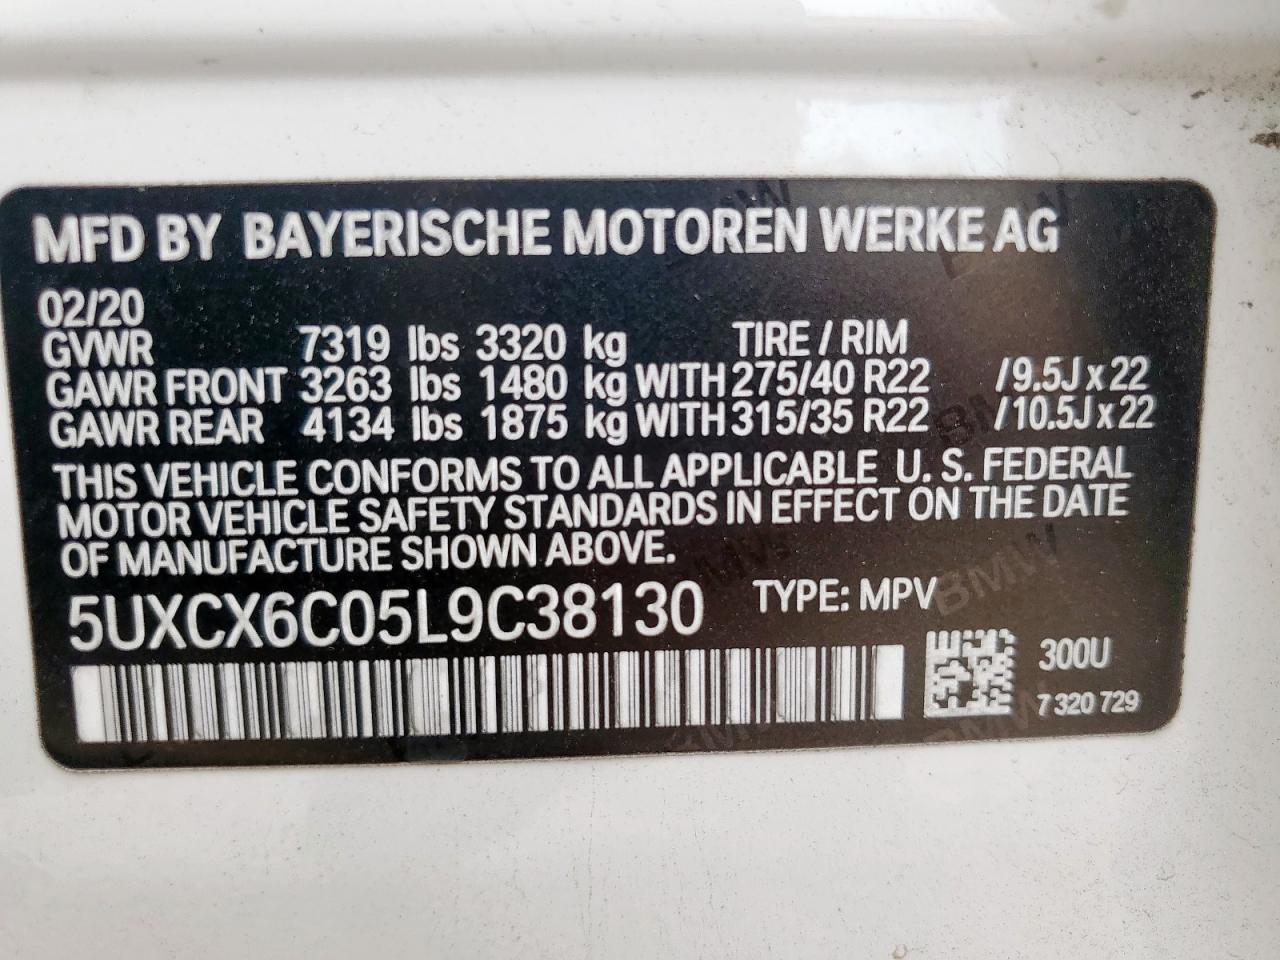 MFD BY BAYERISCHE MOTOREN WERKE AG
02/20
GVWR 7319 lbs 3320 kg TIRE / RIM
GAWR FRONT 3263 lbs 1480 kg WITH 275/40 R22 /9.5J x 22
GAWR REAR 4134 lbs 1875 kg WITH 315/35 R22 /10.5J x 22
THIS VEHICLE CONFORMS TO ALL APPLICABLE U. S. FEDERAL
MOTOR VEHICLE SAFETY STANDARDS IN EFFECT ON THE DATE
OF MANUFACTURE SHOWN ABOVE.
5UXCX6C05L9C38130 TYPE: MPV
300U
7 320 729